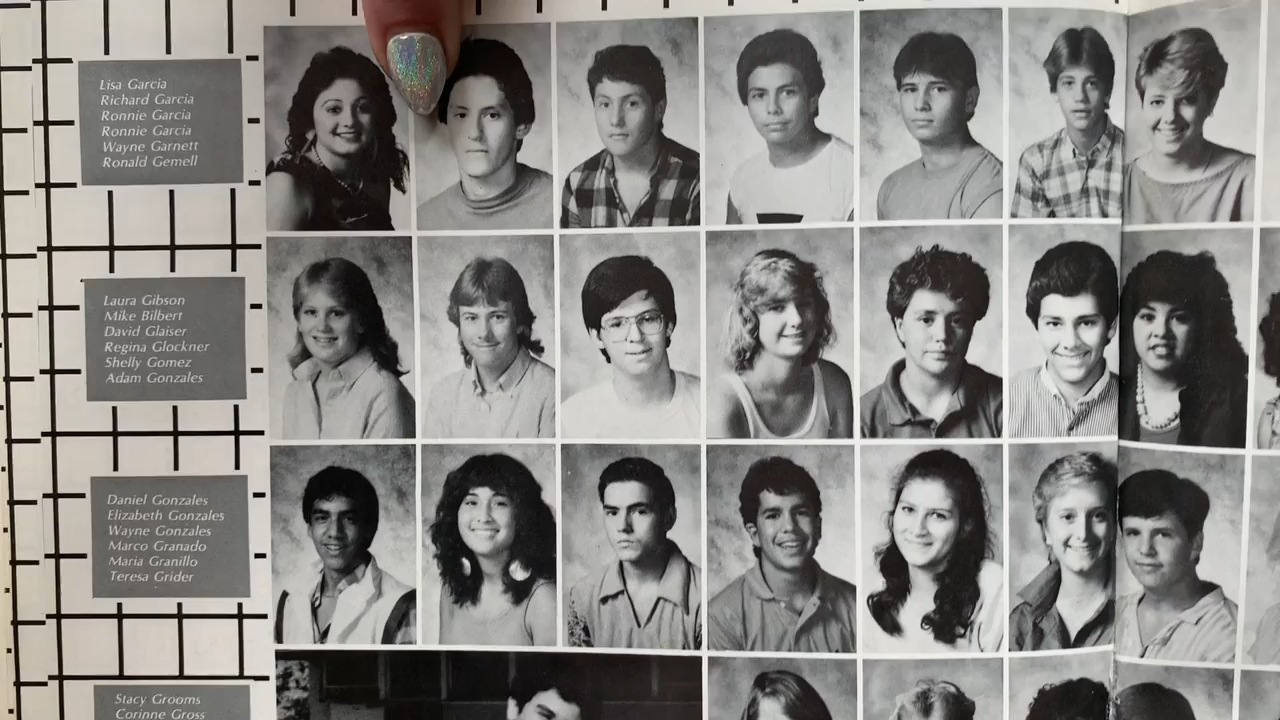 Lisa Garcia
Richard Garcia
Ronnie Garcia
Ronnie Garcia
Wayne Garnett
Ronald Gemell
Laura Gibson
Mike Bilbert
David Glaiser
Regina Glockner
Shelly Gomez
Adam Gonzales
Daniel Gonzales
Elizabeth Gonzales
Wayne Gonzales
Marco Granado
Maria Granillo
Teresa Grider
Stacy Grooms
Corinne Gross